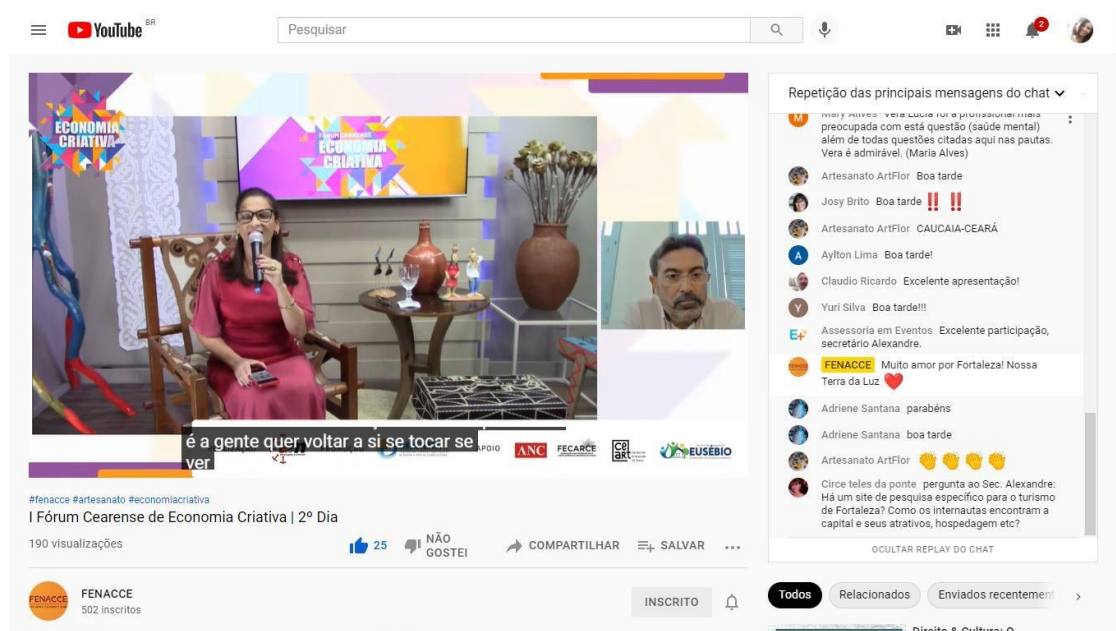 YouTube BR
Pesquisar
2
ECONOMIA
CRIATIVA
FÓRUM CEARENSE
ECONOMIA
CRIATIVA
é a gente quer voltar a si se tocar se
ver
APOIO
ANC
FECARCE
Ce
aRt
EUSÉBIO
#fenacce #artesanato #economiacriativa
I Fórum Cearense de Economia Criativa | 2º Dia
190 visualizações
25
NÃO
GOSTEI
COMPARTILHAR
SALVAR
FENACCE
FENACCE
502 inscritos
INSCRITO
Repetição das principais mensagens do chat
M
Mary Alives Vera Lucia foi a profissional mais
preocupada com está questão (saúde mental)
além de todas questões citadas aqui nas pautas.
Vera é admirável. (Maria Alves)
Artesanato ArtFlor Boa tarde
Josy Brito Boa tarde ‼️ ‼️
Artesanato ArtFlor CAUCAIA-CEARÁ
A
Aylton Lima Boa tarde!
Claudio Ricardo Excelente apresentação!
Y
Yuri Silva Boa tarde!!!
E+
Assessoria em Eventos Excelente participação,
secretário Alexandre.
FENACCE Muito amor por Fortaleza! Nossa
Terra da Luz ❤️
Adriene Santana parabéns
Adriene Santana boa tarde
Artesanato ArtFlor 👏 👏 👏 👏
Circe teles da ponte pergunta ao Sec. Alexandre:
Há um site de pesquisa específico para o turismo
de Fortaleza? Como os internautas encontram a
capital e seus atrativos, hospedagem etc?
OCULTAR REPLAY DO CHAT
Todos
Relacionados
Enviados recentement
Direito & Cultura: O